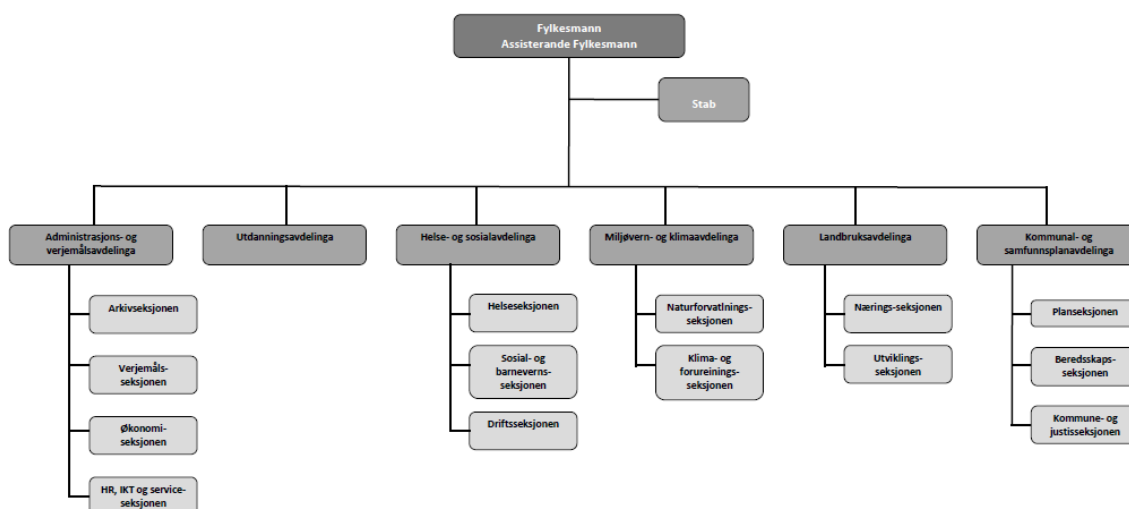 Fylkesmann
Assisterande Fylkesmann
Stab
Administrasjons- og
verjemålsavdelinga
Utdanningsavdelinga
Helse- og sosialavdelinga
Miljøvern- og klimaavdelinga
Landbruksavdelinga
Kommunal- og
samfunnsplanavdelinga
Arkivseksjonen
Verjemåls-
seksjonen
Økonomi-
seksjonen
HR, IKT og service-
seksjonen
Helseseksjonen
Sosial- og
barneverns-
seksjonen
Driftsseksjonen
Naturforvatlnings-
seksjonen
Klima- og
forureinings-
seksjonen
Nærings-seksjonen
Utviklings-
seksjonen
Planseksjonen
Beredsskaps-
seksjonen
Kommune- og
justisseksjonen